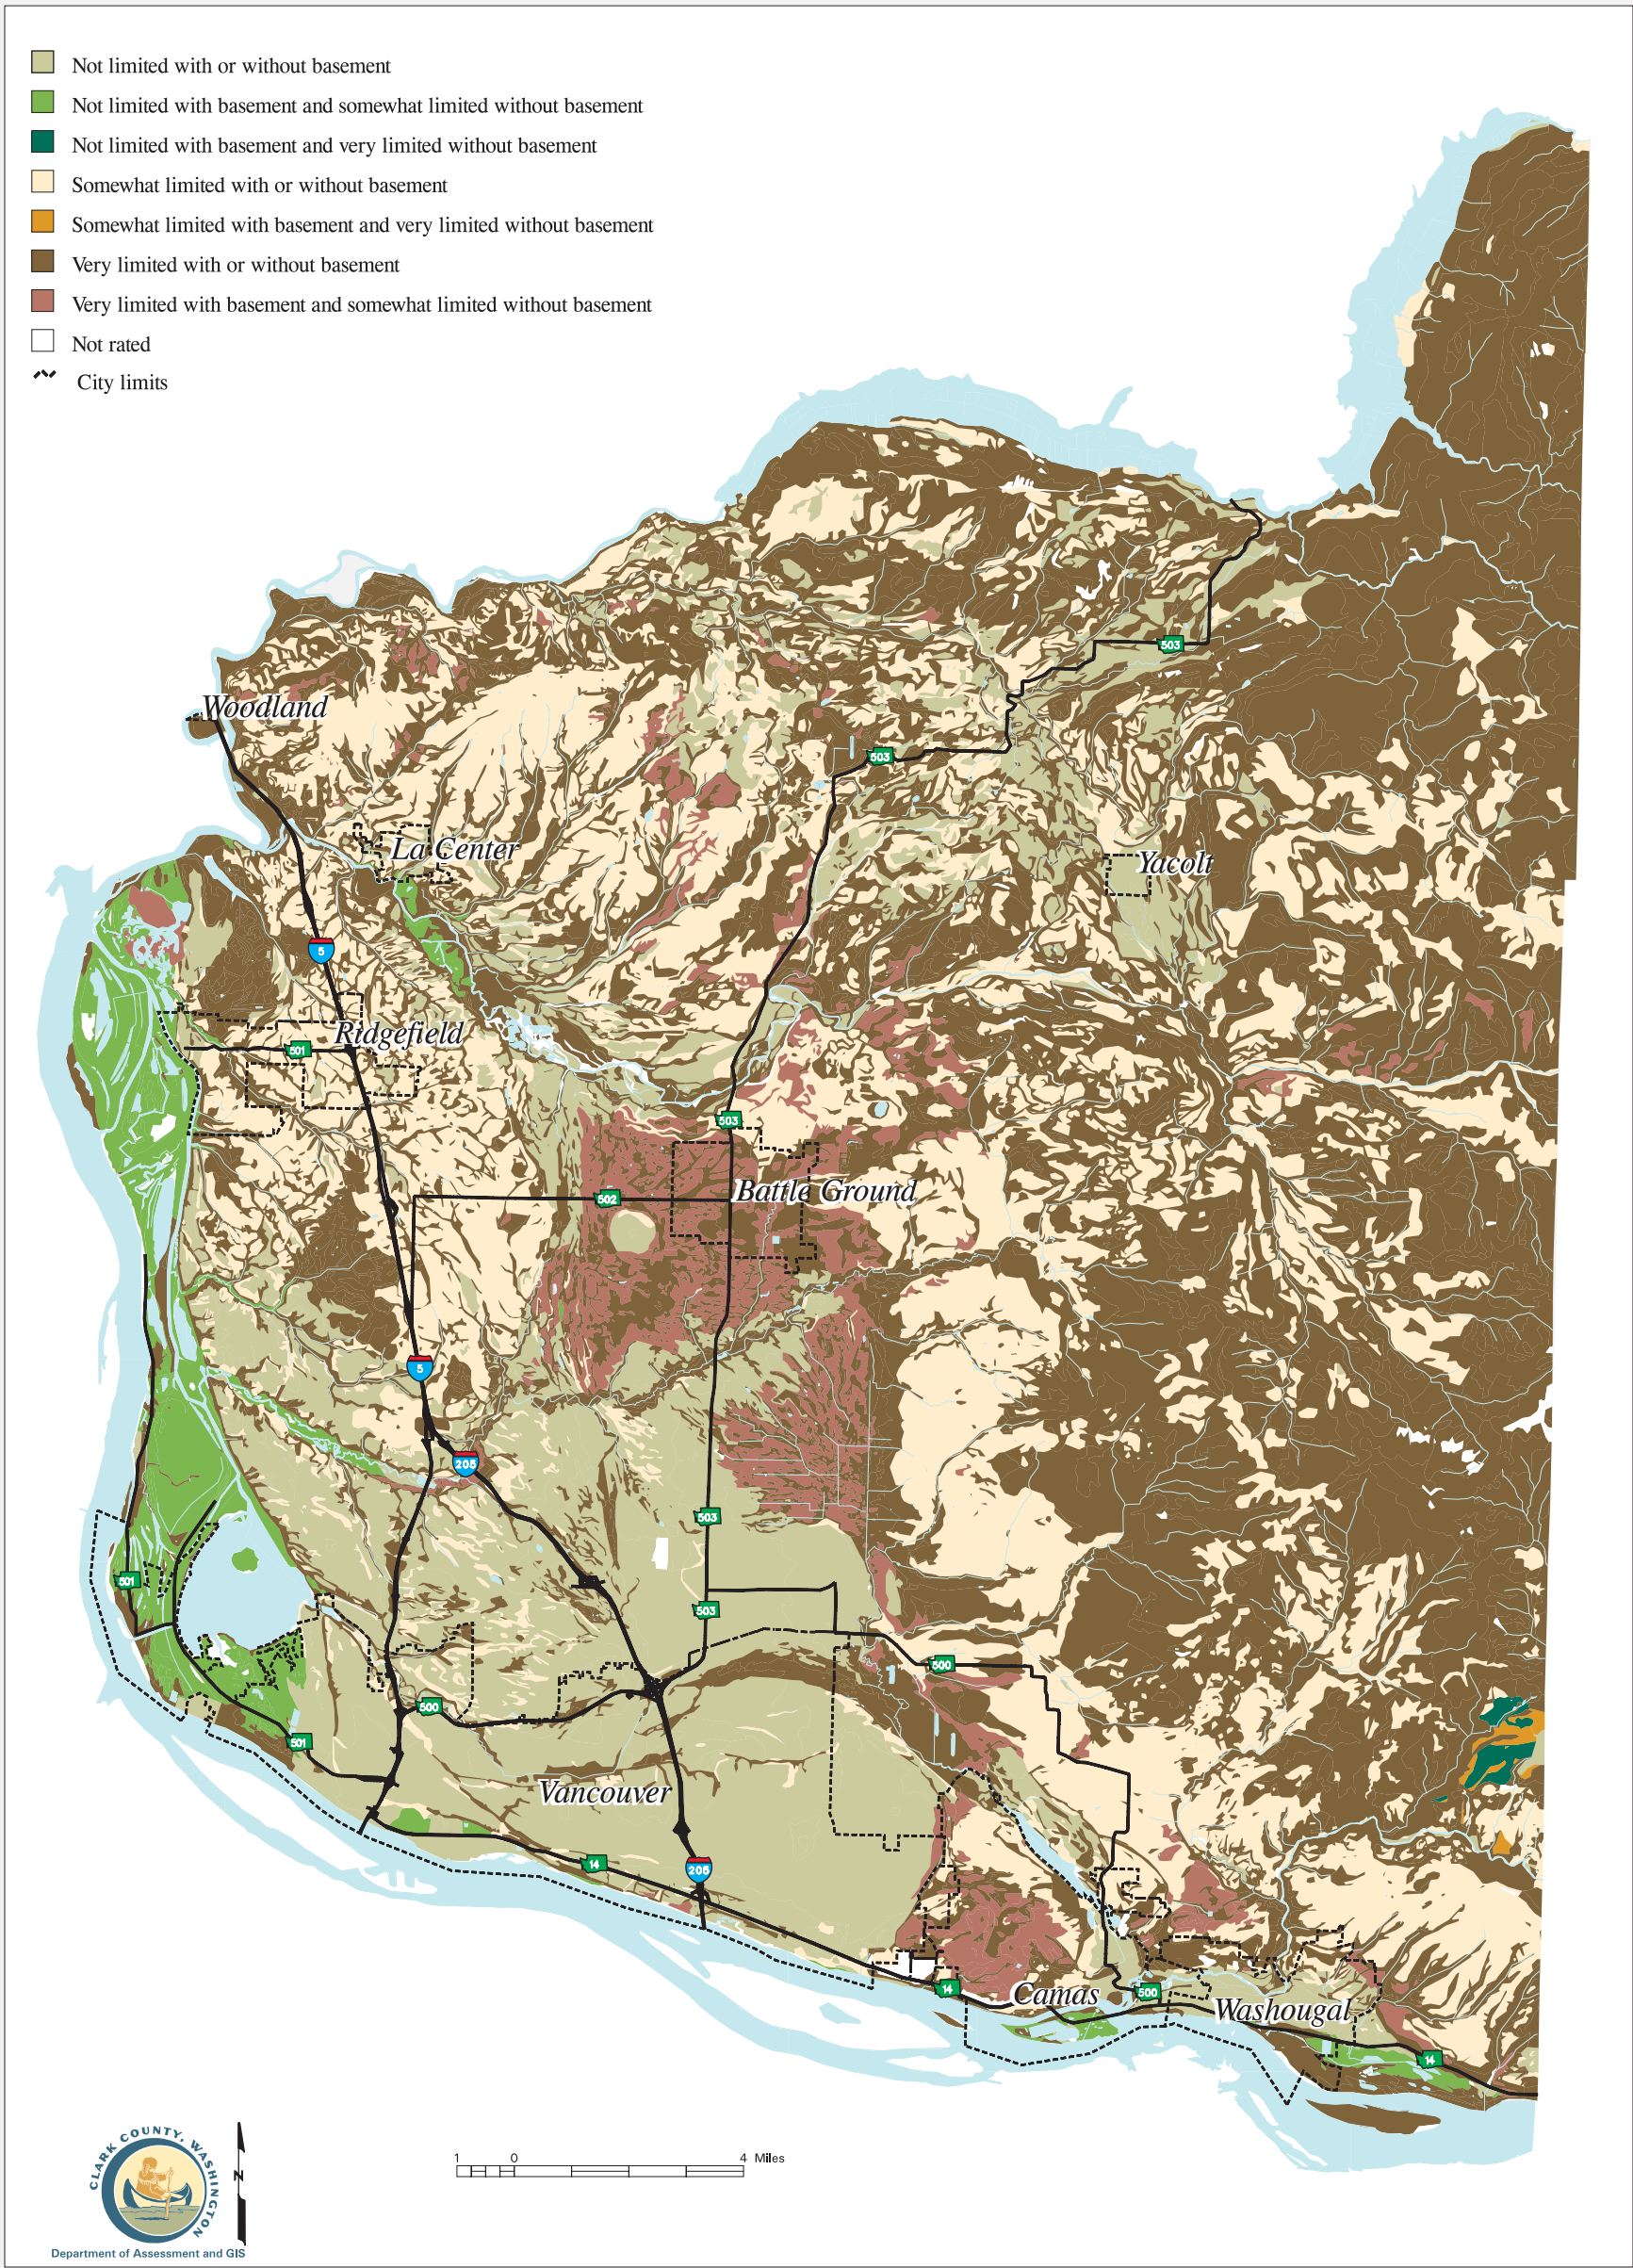 Not limited with or without basement
Not limited with basement and somewhat limited without basement
Not limited with basement and very limited without basement
Somewhat limited with or without basement
Somewhat limited with basement and very limited without basement
Very limited with or without basement
Very limited with basement and somewhat limited without basement
Not rated
City limits
503
Woodland
503
La Center
Yacolt
5
Ridgefield
501
503
Battle Ground
502
5
205
503
501
503
500
500
501
Vancouver
14
205
14
Camas
500
Washougal
14
CLARK COUNTY, WASHINGTON
N
1 0 4 Miles
Department of Assessment and GIS